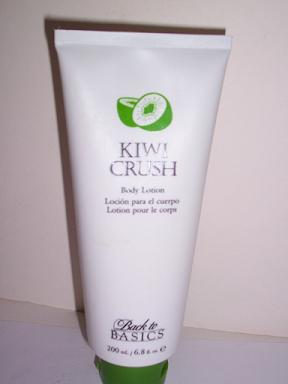 KIWI
CRUSH
Body Lotion
Loción para el cuerpo
Lotion pour le corps
Back to
BASICS
200 mL / 6.8 fl. oz ℮